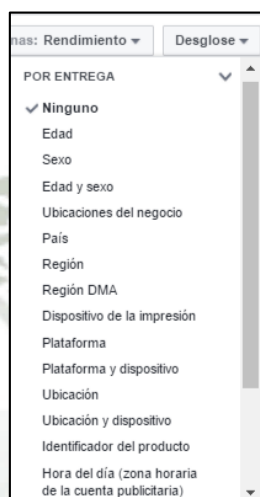 nas: Rendimiento
Desglose
POR ENTREGA
Ninguno
Edad
Sexo
Edad y sexo
Ubicaciones del negocio
País
Región
Región DMA
Dispositivo de la impresión
Plataforma
Plataforma y dispositivo
Ubicación
Ubicación y dispositivo
Identificador del producto
Hora del día (zona horaria
de la cuenta publicitaria)